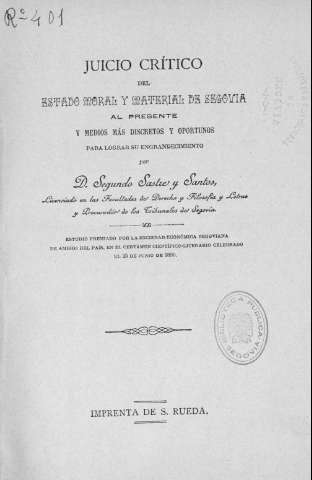 Rº 401
JUICIO CRÍTICO
DEL
ESTADO MORAL Y MATERIAL DE SEGOVIA
AL PRESENTE
Y MEDIOS MÁS DISCRETOS Y OPORTUNOS
PARA LOGRAR SU ENGRANDECIMIENTO
por
D. Segundo Sastre y Santos,
Licenciado en las Facultades de Derecho y Filosofía y Letras
y Procurador de los Tribunales de Segovia.
ESTUDIO PREMIADO POR LA SOCIEDAD ECONÓMICA SEGOVIANA
DE AMIGOS DEL PAÍS, EN EL CERTÁMEN CIENTÍFICO-LITERARIO CELEBRADO
EL DE JUNIO DE
BIBLIOTECA PUBLICA
SEGOVIA
IMPRENTA DE S. RUEDA.